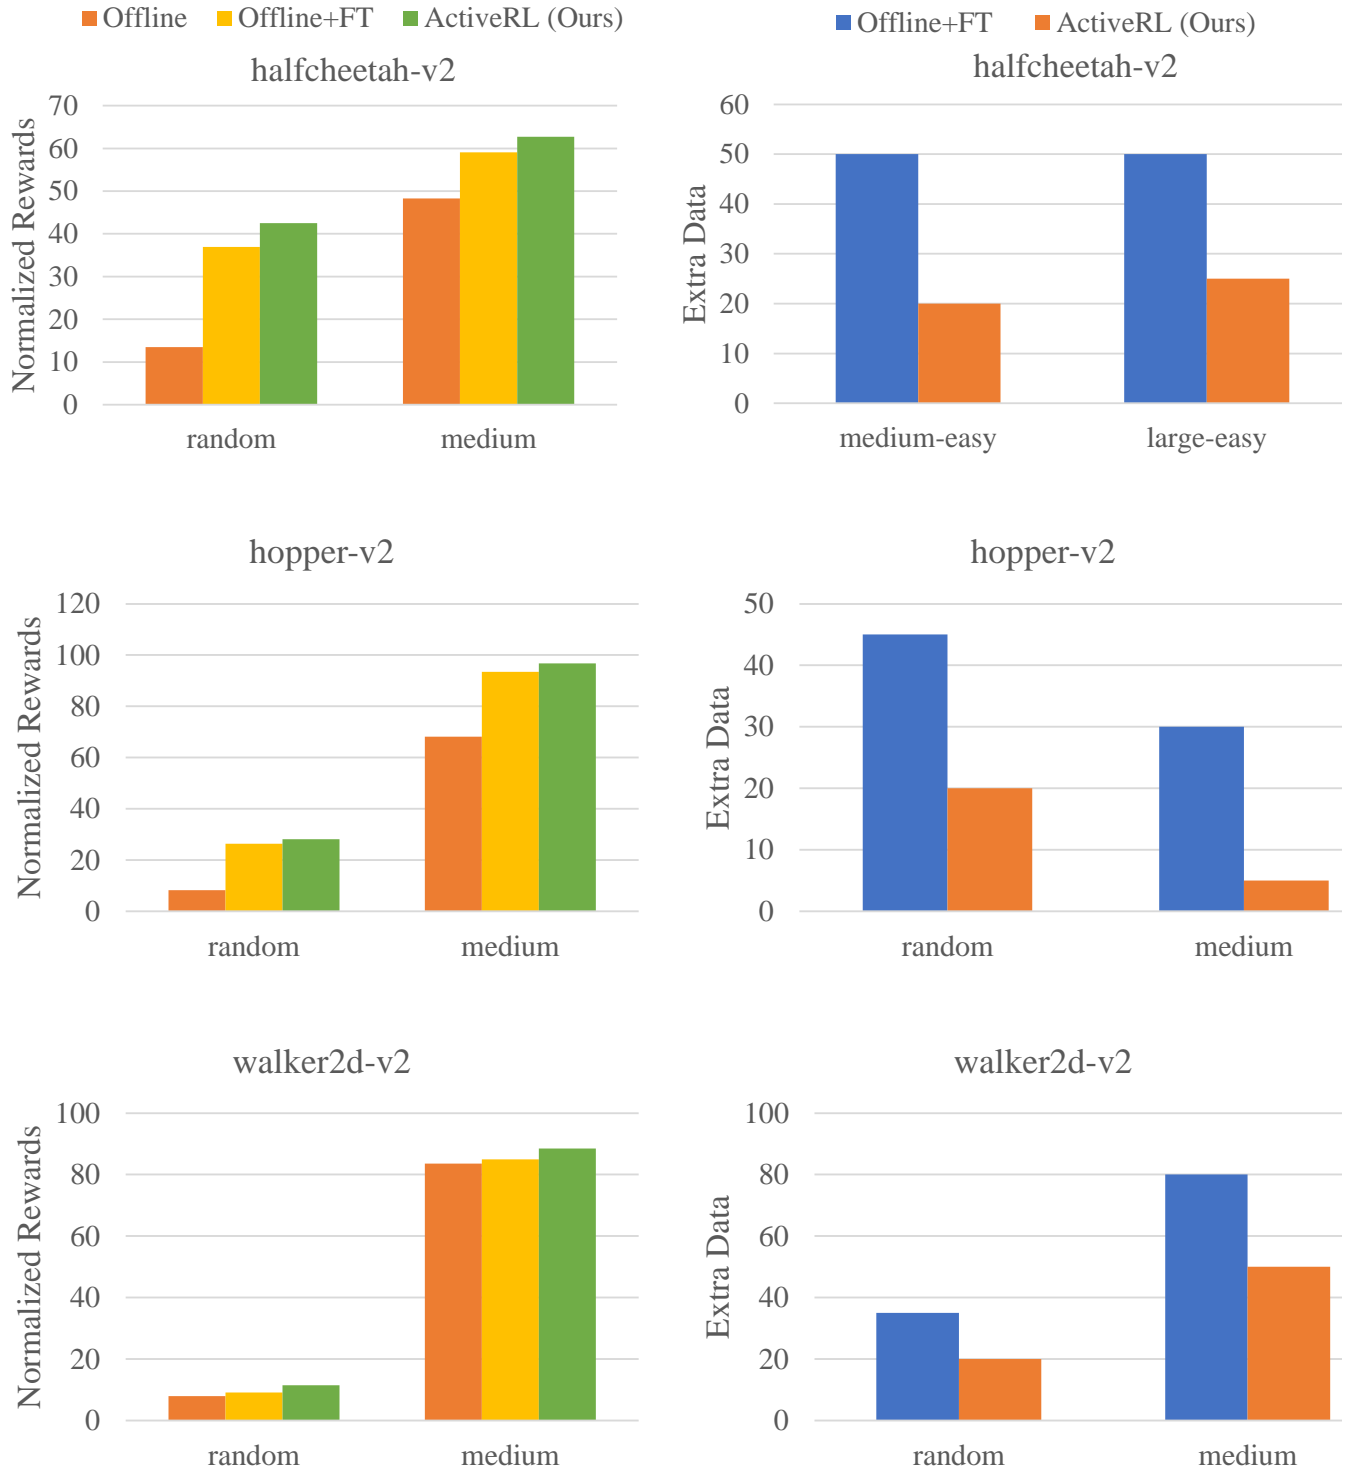 Offline Offline+FT ActiveRL (Ours)
halfcheetah-v2
Normalized Rewards
70
60
50
40
30
20
10
0
random medium
Offline+FT ActiveRL (Ours)
halfcheetah-v2
Extra Data
60
50
40
30
20
10
0
medium-easy large-easy
hopper-v2
Normalized Rewards
120
100
80
60
40
20
0
random medium
hopper-v2
Extra Data
50
40
30
20
10
0
random medium
walker2d-v2
Normalized Rewards
100
80
60
40
20
0
random medium
walker2d-v2
Extra Data
100
80
60
40
20
0
random medium